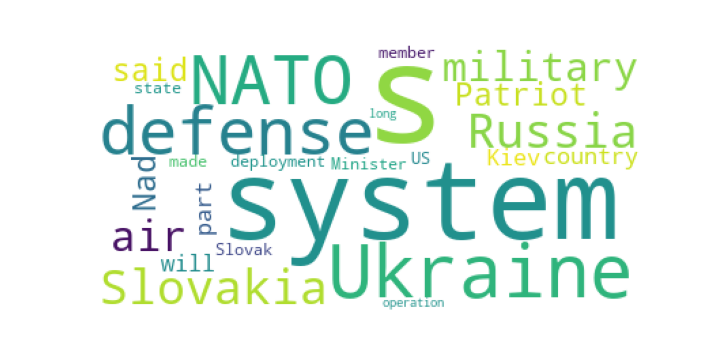 member
said NATO s military
state Patriot
defense long Russia
made deployment Minister US Kiev country
Nad part system
air Slovak
will Ukraine
Slovakia operation